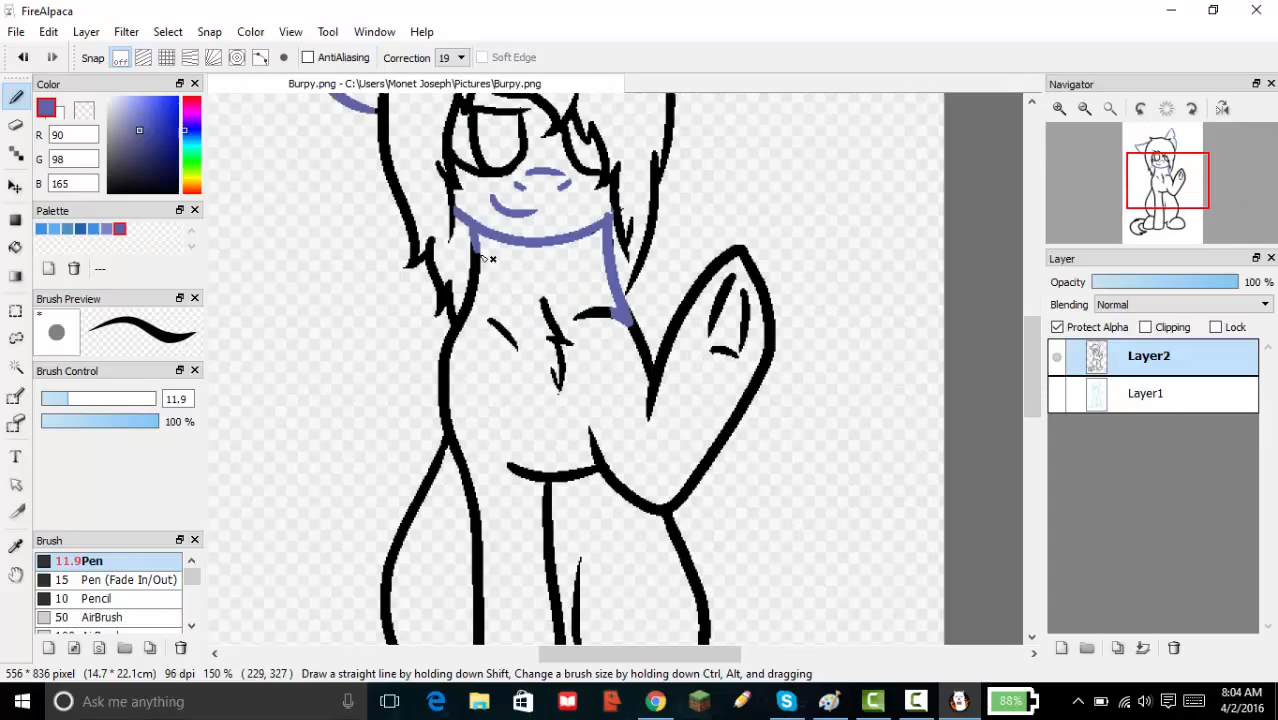 FireAlpaca
File Edit Layer Filter Select Snap Color View Tool Window Help
Snap off AntiAliasing Correction 19 Soft Edge
Color
R 90
G 98
B 165
Palette
---
Brush Preview
*
Brush Control
11.9
100 %
Brush
11.9 Pen
15 Pen (Fade In/Out)
10 Pencil
50 AirBrush
Burpy.png - C:\Users\Monet Joseph\Pictures\Burpy.png
Navigator
Layer
Opacity 100 %
Blending Normal
Protect Alpha Clipping Lock
Layer2
Layer1
556 * 836 pixel (14.7 * 22.1cm) 96 dpi 150 % ( 229, 327 ) Draw a straight line by holding down Shift, Change a brush size by holding down Ctrl, Alt, and dragging
Ask me anything
88%
8:04 AM
4/2/2016